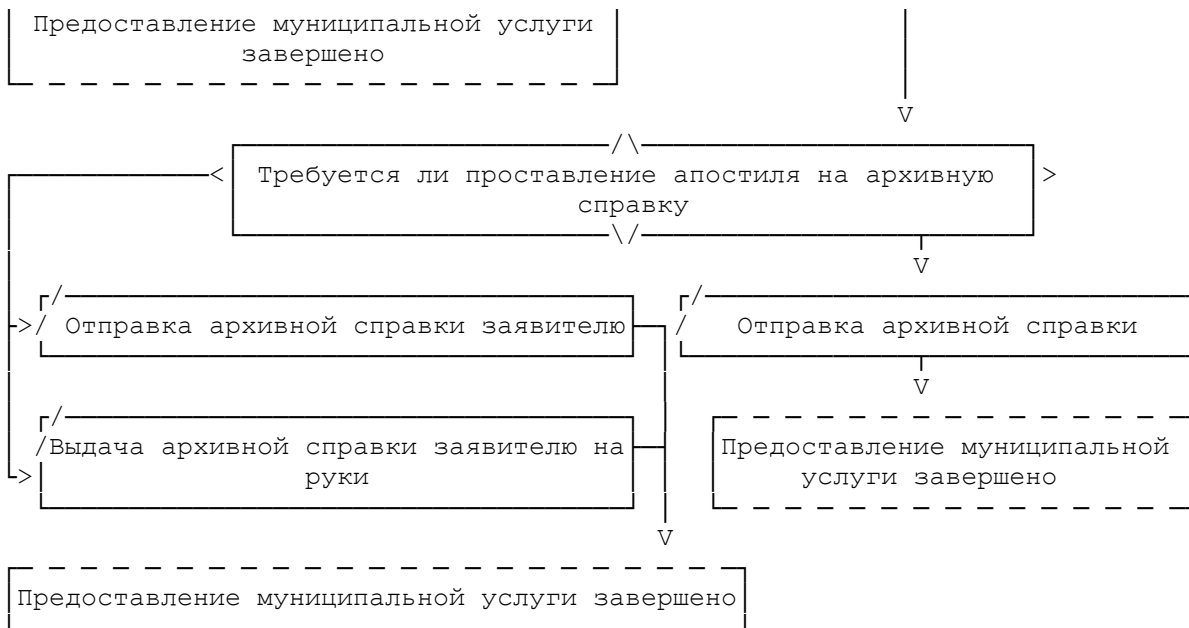 Предоставление муниципальной услуги
завершено
V
Требуется ли проставление апостиля на архивную
справку
V
Отправка архивной справки заявителю
Отправка архивной справки
V
Выдача архивной справки заявителю на
руки
Предоставление муниципальной
услуги завершено
V
Предоставление муниципальной услуги завершено